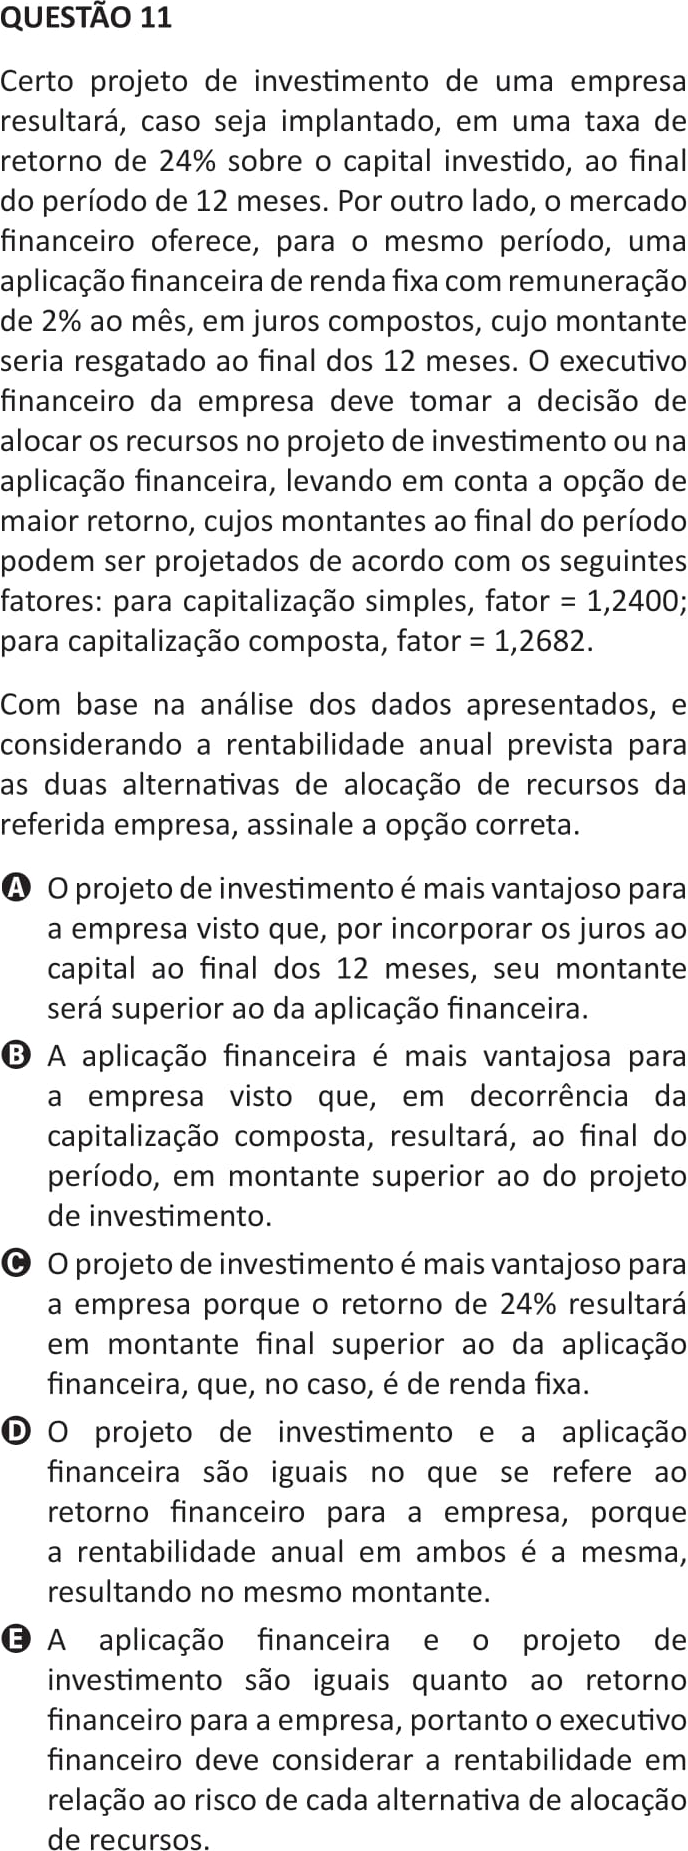 QUESTÃO 11
Certo projeto de investimento de uma empresa
resultará, caso seja implantado, em uma taxa de
retorno de 24% sobre o capital investido, ao final
do período de 12 meses. Por outro lado, o mercado
financeiro oferece, para o mesmo período, uma
aplicação financeira de renda fixa com remuneração
de 2% ao mês, em juros compostos, cujo montante
seria resgatado ao final dos 12 meses. O executivo
financeiro da empresa deve tomar a decisão de
alocar os recursos no projeto de investimento ou na
aplicação financeira, levando em conta a opção de
maior retorno, cujos montantes ao final do período
podem ser projetados de acordo com os seguintes
fatores: para capitalização simples, fator = 1,2400;
para capitalização composta, fator = 1,2682.
Com base na análise dos dados apresentados, e
considerando a rentabilidade anual prevista para
as duas alternativas de alocação de recursos da
referida empresa, assinale a opção correta.
A O projeto de investimento é mais vantajoso para
a empresa visto que, por incorporar os juros ao
capital ao final dos 12 meses, seu montante
será superior ao da aplicação financeira.
B A aplicação financeira é mais vantajosa para
a empresa visto que, em decorrência da
capitalização composta, resultará, ao final do
período, em montante superior ao do projeto
de investimento.
C O projeto de investimento é mais vantajoso para
a empresa porque o retorno de 24% resultará
em montante final superior ao da aplicação
financeira, que, no caso, é de renda fixa.
D O projeto de investimento e a aplicação
financeira são iguais no que se refere ao
retorno financeiro para a empresa, porque
a rentabilidade anual em ambos é a mesma,
resultando no mesmo montante.
E A aplicação financeira e o projeto de
investimento são iguais quanto ao retorno
financeiro para a empresa, portanto o executivo
financeiro deve considerar a rentabilidade em
relação ao risco de cada alternativa de alocação
de recursos.